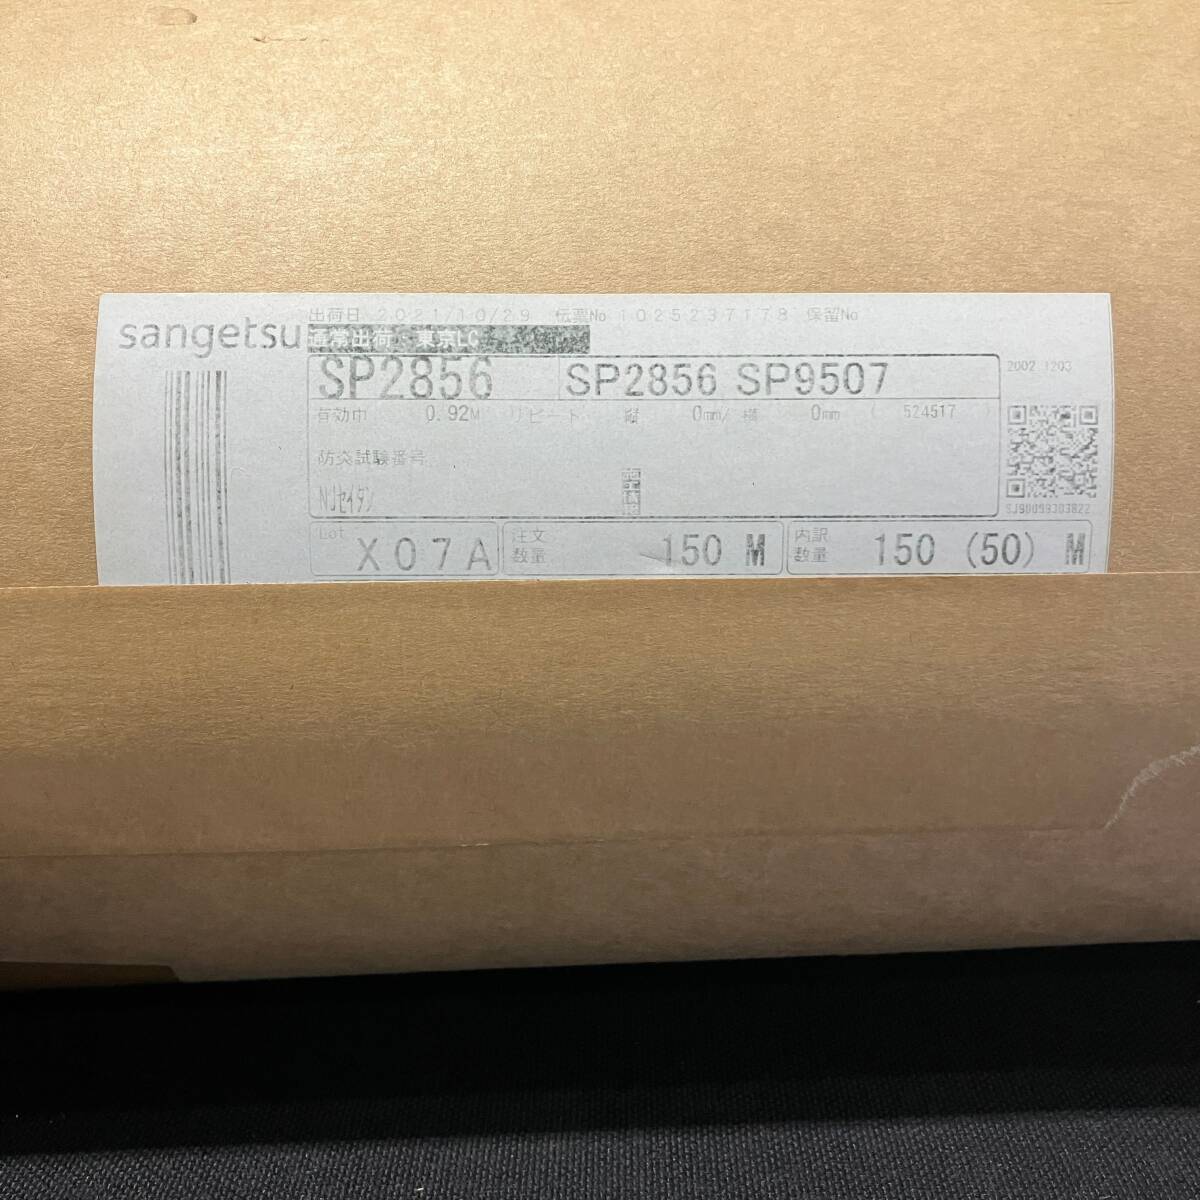 sangetsu
出荷日 2021/10/29 伝票No 1025237178 保留No
通常出荷 : 東京LC
SP2856 SP2856 SP9507
2002 1203
有効巾 0.92M リピート: 縦 0mm/ 横 0mm ( 524517 )
防炎試験番号
NJセイダン
SJ90099303822
Lot X07A 注文数量 150 M 内訳数量 150 (50) M